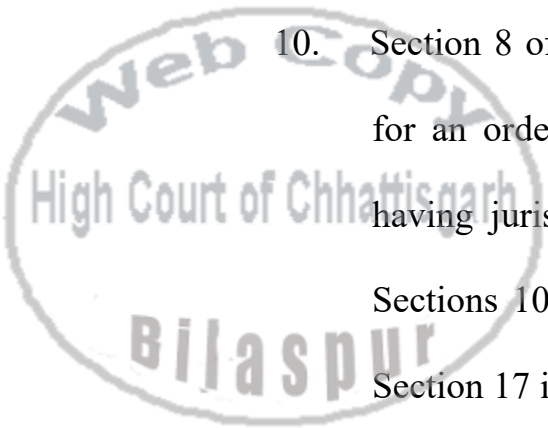 Web Copy
10. Section 8 of
for an orde
High Court of Chhattisgarh
having juris
Sections 10
Bilaspur
Section 17 i